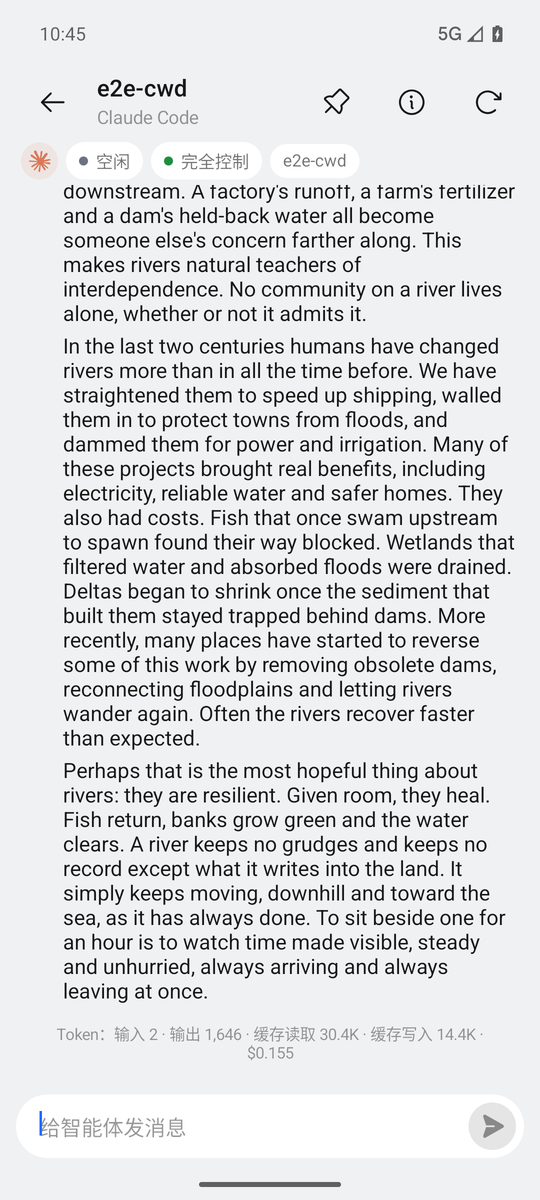 10:45
5G
e2e-cwd
Claude Code
空闲
完全控制
e2e-cwd
downstream. A factory's runoff, a farm's fertilizer
and a dam's held-back water all become
someone else's concern farther along. This
makes rivers natural teachers of
interdependence. No community on a river lives
alone, whether or not it admits it.
In the last two centuries humans have changed
rivers more than in all the time before. We have
straightened them to speed up shipping, walled
them in to protect towns from floods, and
dammed them for power and irrigation. Many of
these projects brought real benefits, including
electricity, reliable water and safer homes. They
also had costs. Fish that once swam upstream
to spawn found their way blocked. Wetlands that
filtered water and absorbed floods were drained.
Deltas began to shrink once the sediment that
built them stayed trapped behind dams. More
recently, many places have started to reverse
some of this work by removing obsolete dams,
reconnecting floodplains and letting rivers
wander again. Often the rivers recover faster
than expected.
Perhaps that is the most hopeful thing about
rivers: they are resilient. Given room, they heal.
Fish return, banks grow green and the water
clears. A river keeps no grudges and keeps no
record except what it writes into the land. It
simply keeps moving, downhill and toward the
sea, as it has always done. To sit beside one for
an hour is to watch time made visible, steady
and unhurried, always arriving and always
leaving at once.
Token：输入 2 · 输出 1,646 · 缓存读取 30.4K · 缓存写入 14.4K ·
$0.155
给智能体发消息